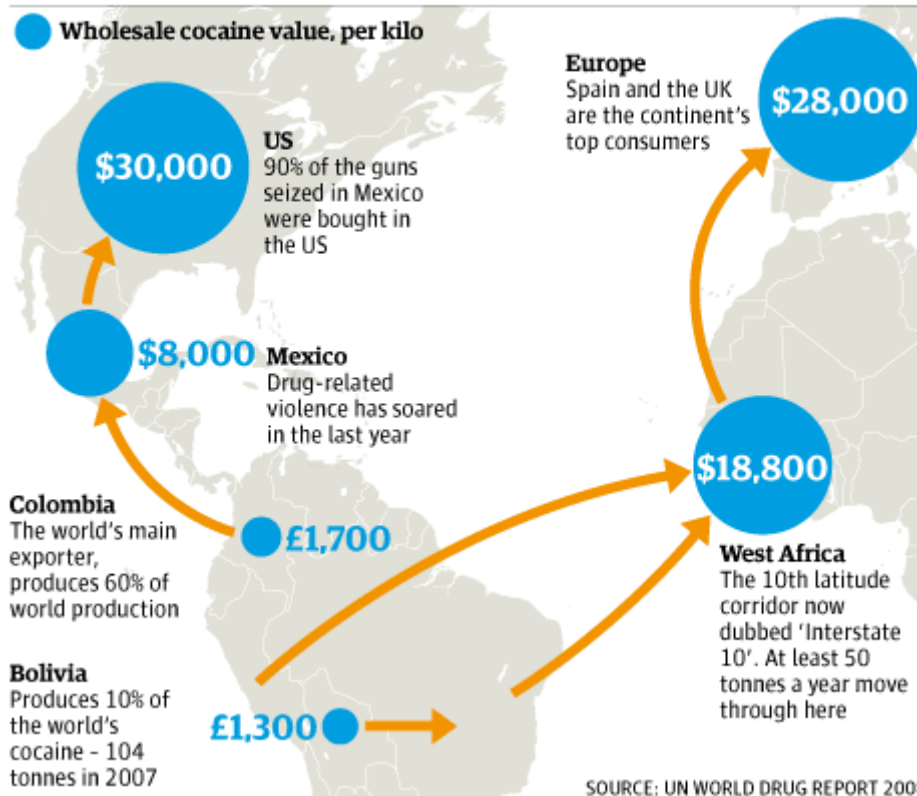 Wholesale cocaine value, per kilo
$30,000
US
90% of the guns
seized in Mexico
were bought in
the US
Europe
Spain and the UK
are the continent's
top consumers
$28,000
$8,000
Mexico
Drug-related
violence has soared
in the last year
Colombia
The world's main
exporter,
produces 60% of
world production
£1,700
$18,800
West Africa
The 10th latitude
corridor now
dubbed 'Interstate
10'. At least 50
tonnes a year move
through here
Bolivia
Produces 10% of
the world's
cocaine - 104
tonnes in 2007
£1,300
SOURCE: UN WORLD DRUG REPORT 200